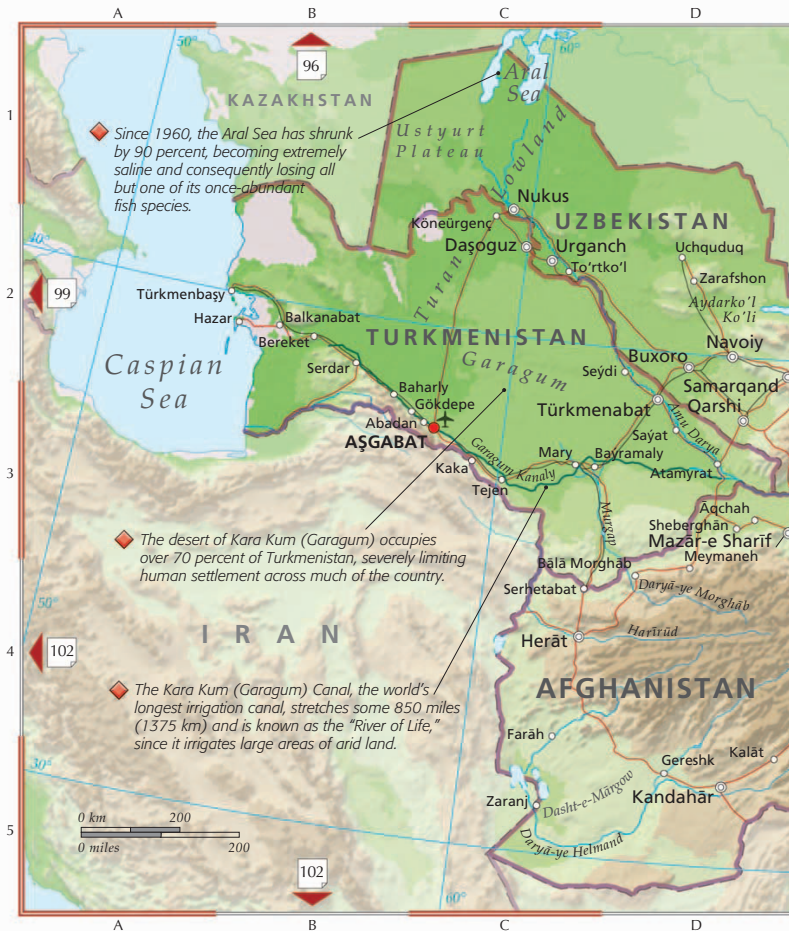 A B C D
50°
60°
96
KAZAKHSTAN
Aral
Sea
1
Ustyurt
Plateau
Since 1960, the Aral Sea has shrunk
by 90 percent, becoming extremely
saline and consequently losing all
but one of its once-abundant
fish species.
Turan Lowland
Nukus
Köneürgenç
UZBEKISTAN
40°
Daşoguz
Urganch
Uchquduq
To'rtko'l
Zarafshon
2
99
Türkmenbaşy
Aydarko'l
Ko'li
Hazar
Balkanabat
TURKMENISTAN
Bereket
Navoiy
Buxoro
Caspian
Sea
Garagum
Serdar
Seýdi
Samarqand
Baharly
Gökdepe
Türkmenabat
Qarshi
Abadan
AŞGABAT
Saýat
Amu Darya
Garagum Kanaly
Mary
Bayramaly
3
Kaka
Atamyrat
Tejen
Murgap
Āqchah
Sheberghān
The desert of Kara Kum (Garagum) occupies
over 70 percent of Turkmenistan, severely limiting
human settlement across much of the country.
Mazār-e Sharīf
Bālā Morghāb
Meymaneh
Serhetabat
Daryā-ye Morghāb
50°
IRAN
Harīrūd
4
102
Herāt
AFGHANISTAN
The Kara Kum (Garagum) Canal, the world's
longest irrigation canal, stretches some 850 miles
(1375 km) and is known as the “River of Life,”
since it irrigates large areas of arid land.
Farāh
Kalāt
Gereshk
30°
Zaranj
Dasht-e-Mārgow
Kandahār
0 km 200
5
0 miles 200
Daryā-ye Helmand
102
60°
A B C D